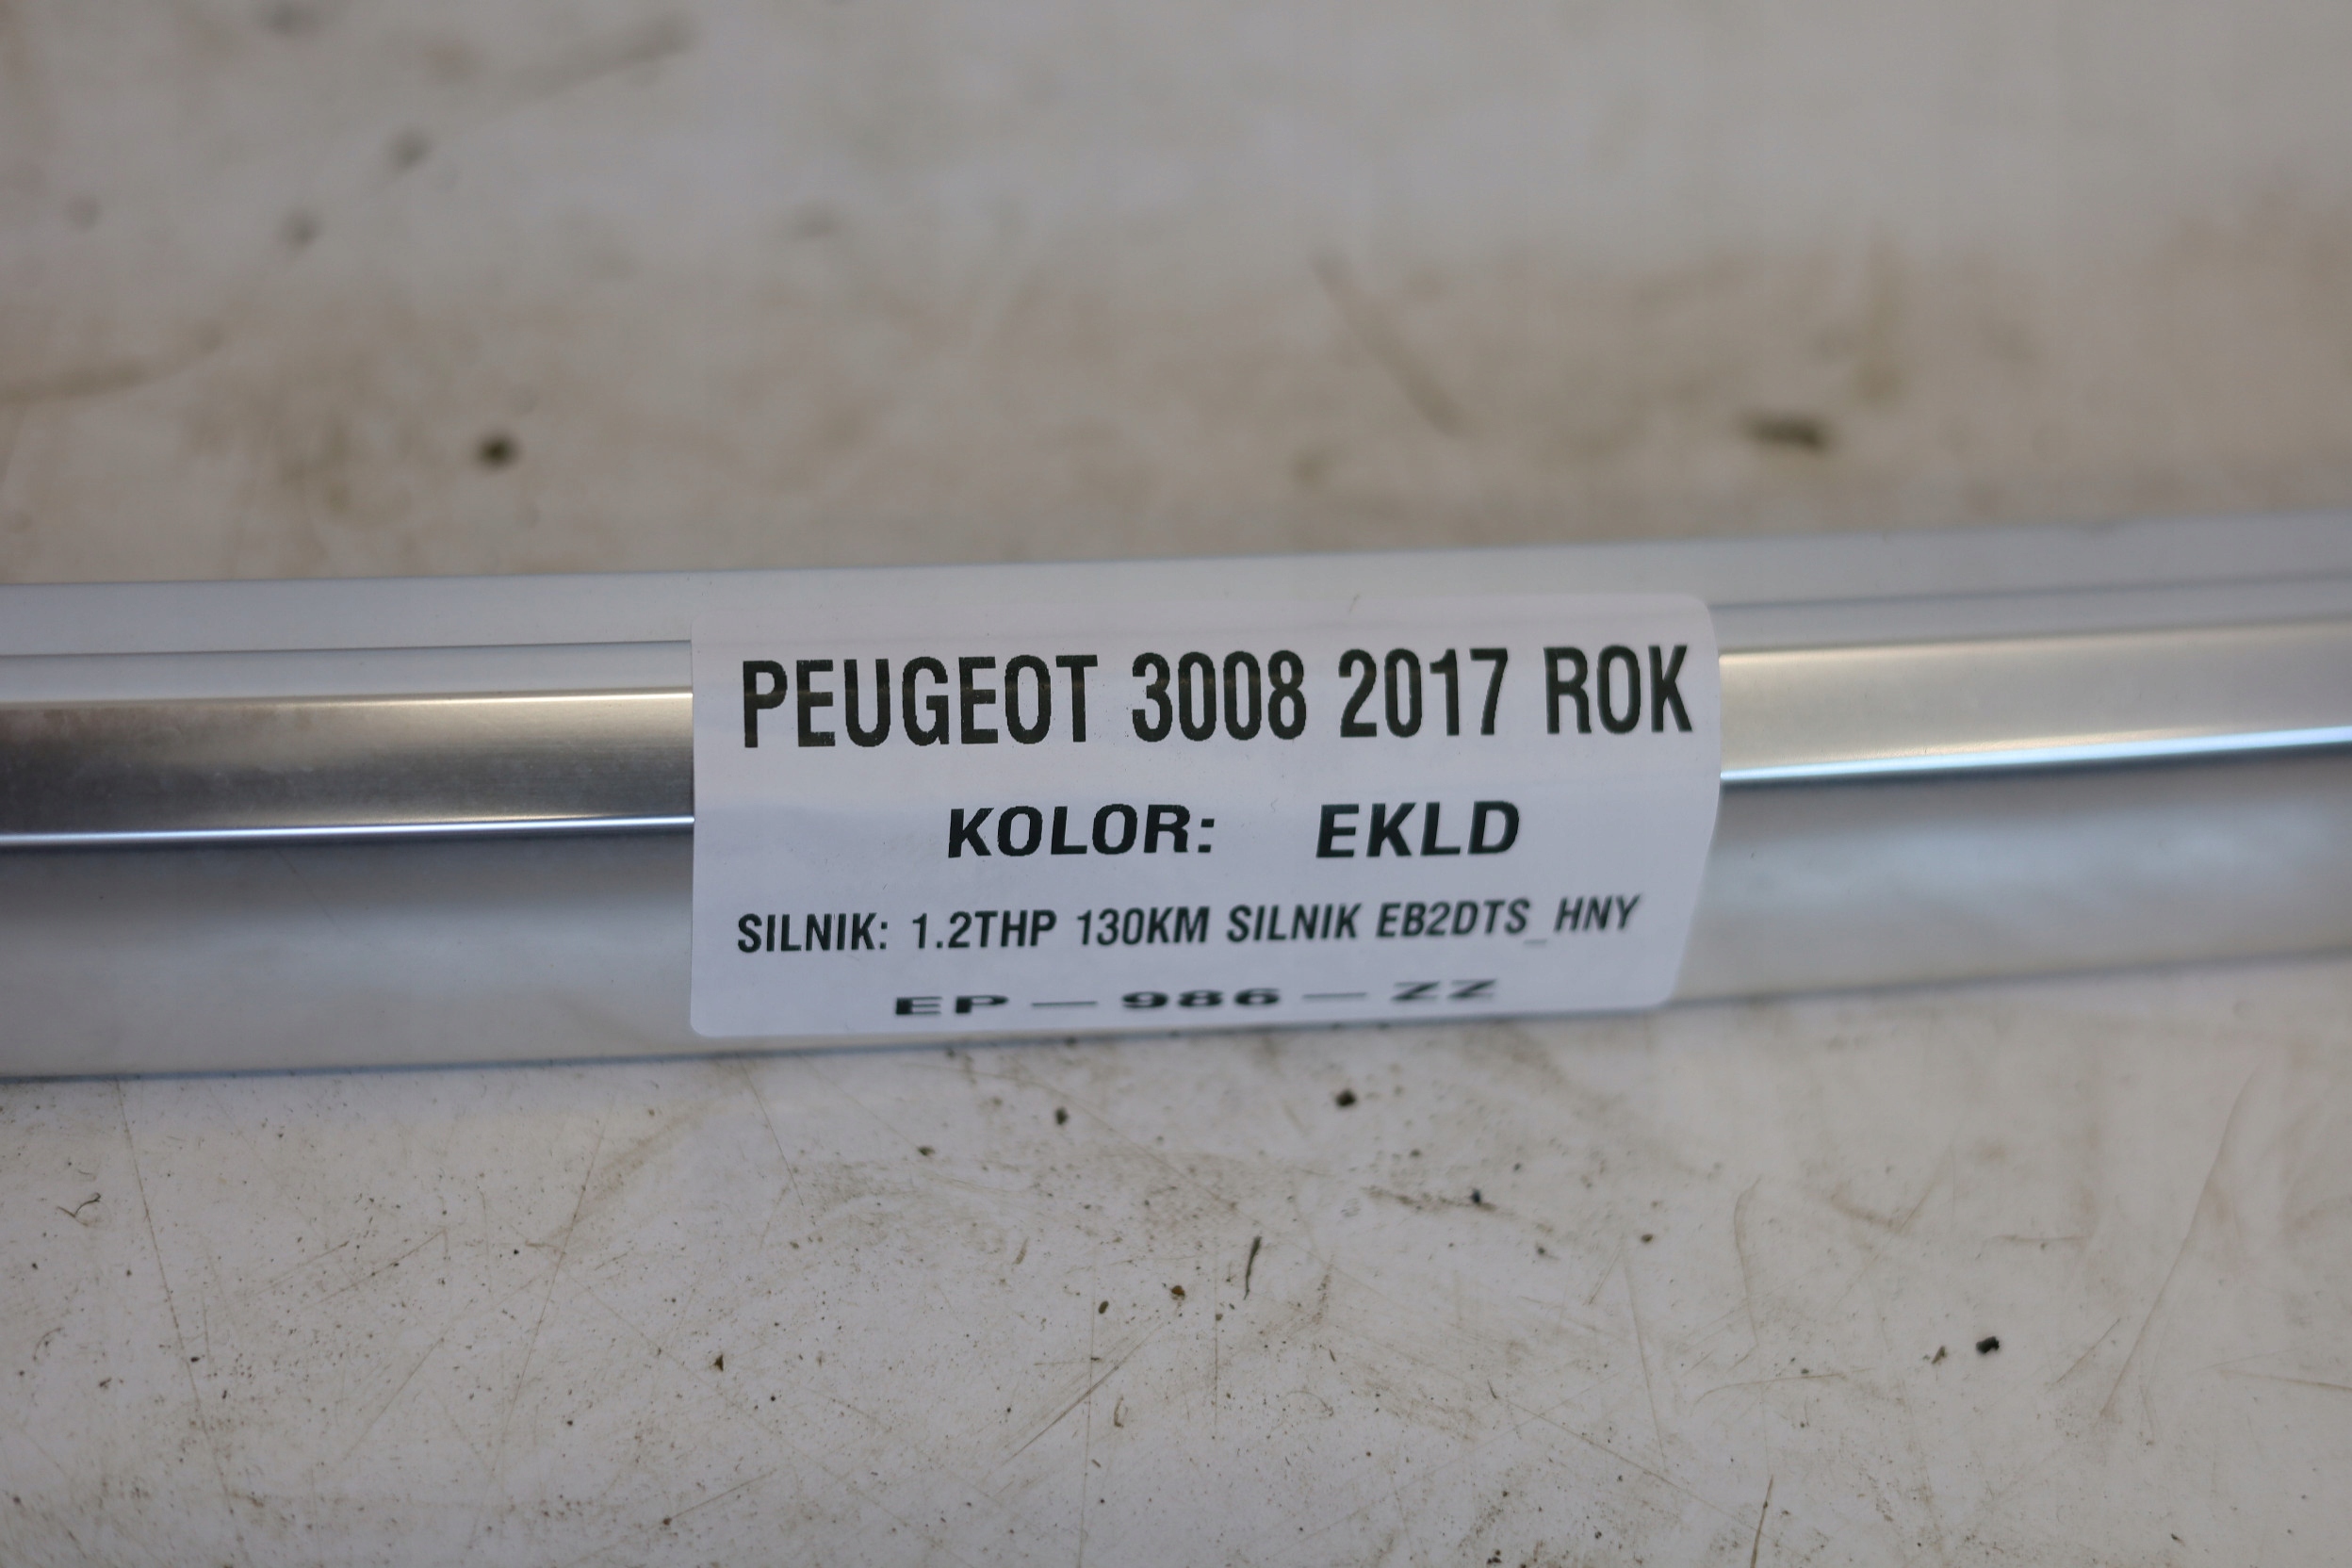 PEUGEOT 3008 2017 ROK
KOLOR: EKLD
SILNIK: 1.2THP 130KM SILNIK EB2DTS_HNY
EP - 986 - ZZ